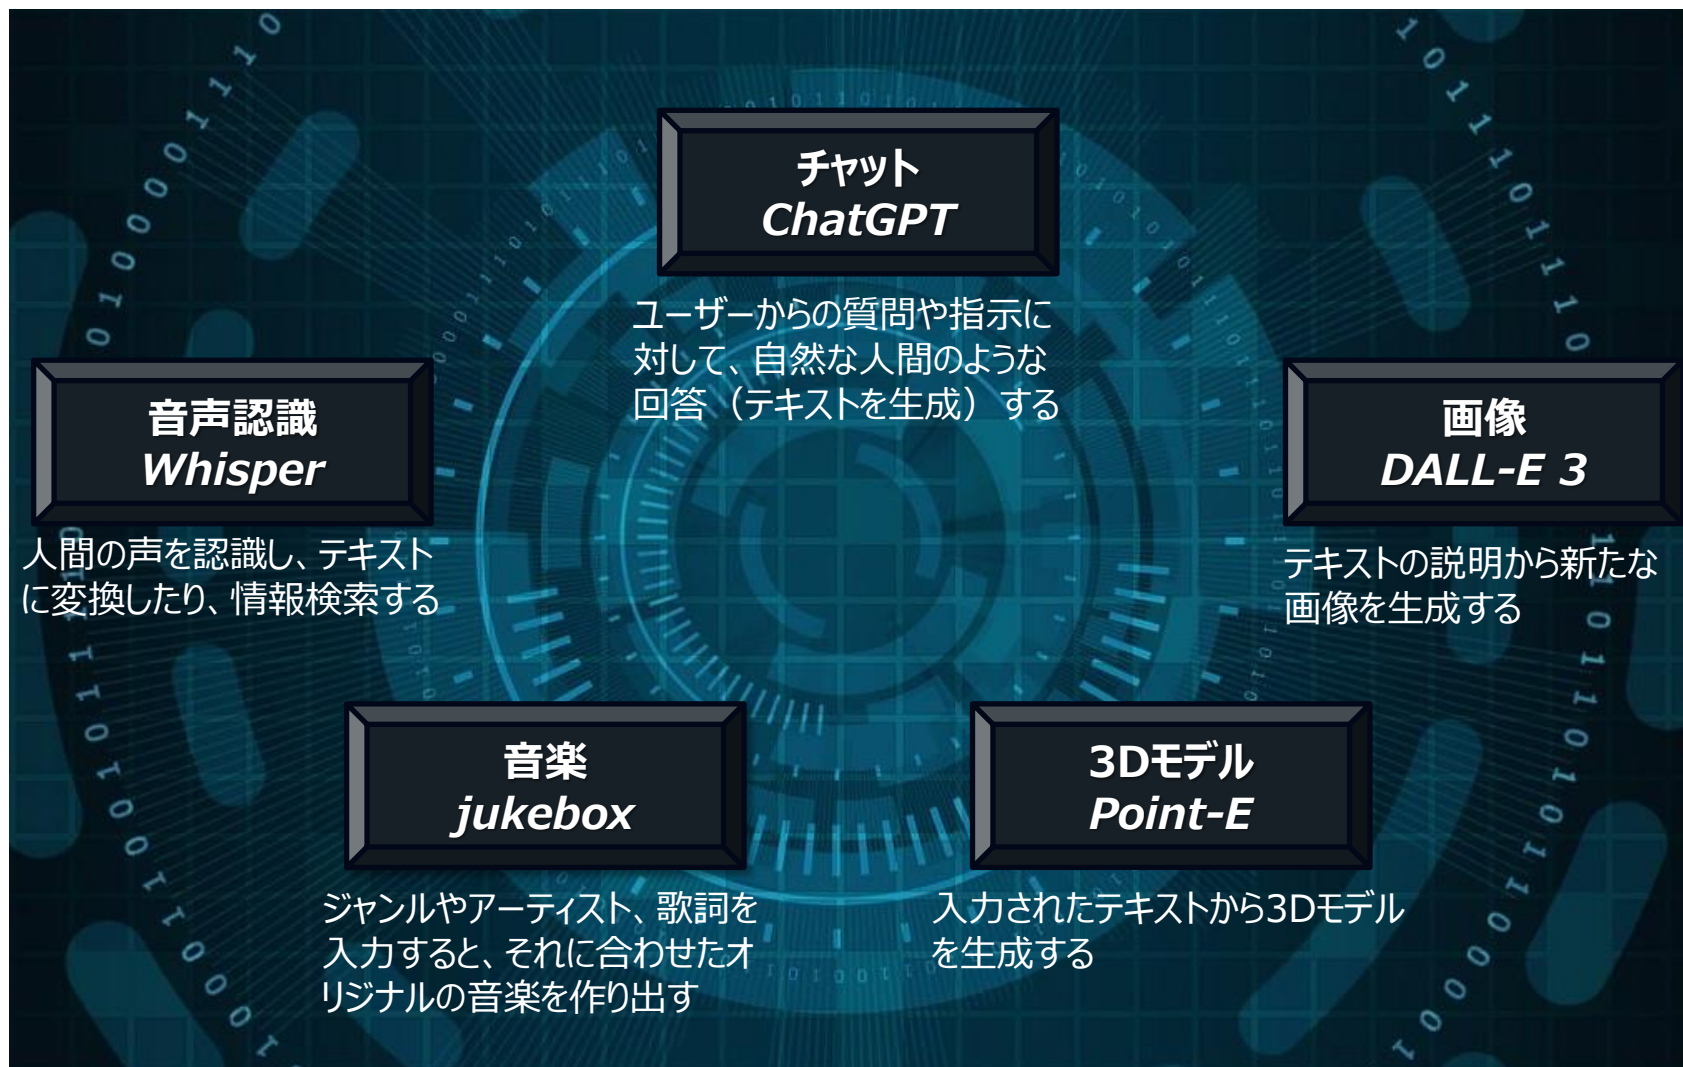 チャット
ChatGPT
ユーザーからの質問や指示に
対して、自然な人間のような
回答（テキストを生成）する
音声認識
Whisper
人間の声を認識し、テキスト
に変換したり、情報検索する
画像
DALL-E 3
テキストの説明から新たな
画像を生成する
音楽
jukebox
ジャンルやアーティスト、歌詞を
入力すると、それに合わせたオ
リジナルの音楽を作り出す
3Dモデル
Point-E
入力されたテキストから3Dモデル
を生成する